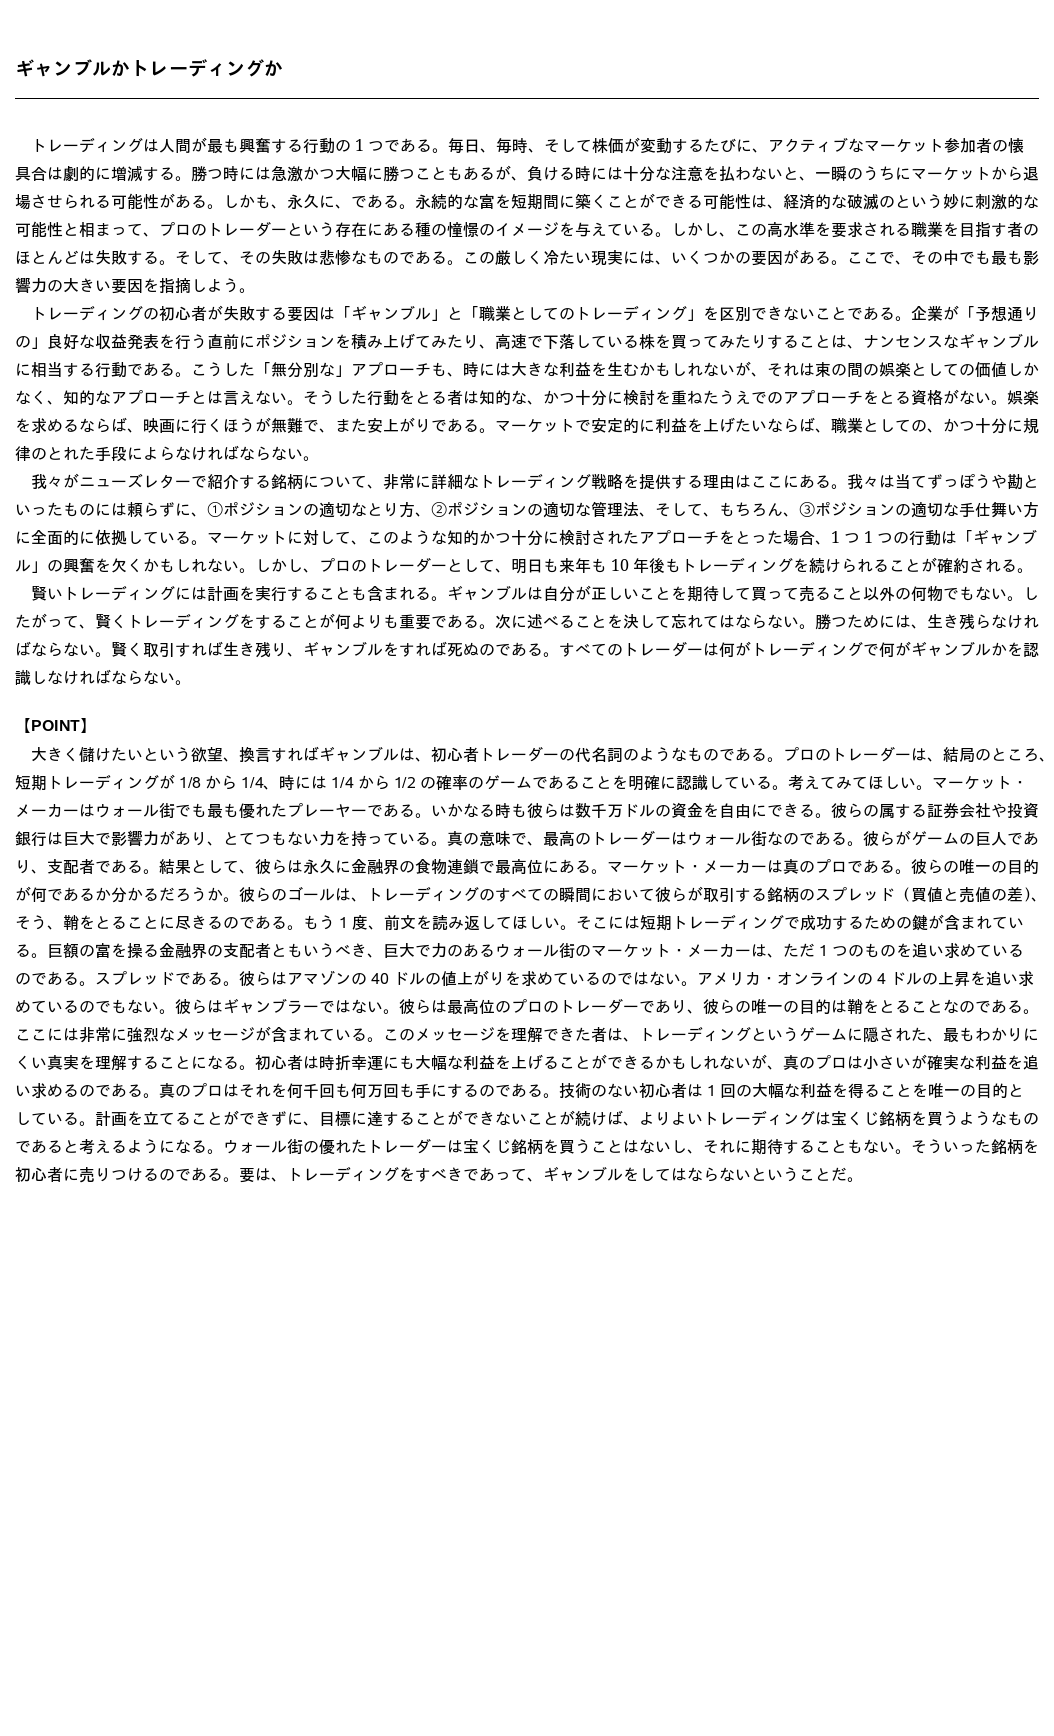 ギャンブルかトレーディングか
　トレーディングは人間が最も興奮する行動の 1 つである。毎日、毎時、そして株価が変動するたびに、アクティブなマーケット参加者の懐
具合は劇的に増減する。勝つ時には急激かつ大幅に勝つこともあるが、負ける時には十分な注意を払わないと、一瞬のうちにマーケットから退
場させられる可能性がある。しかも、永久に、である。永続的な富を短期間に築くことができる可能性は、経済的な破滅のという妙に刺激的な
可能性と相まって、プロのトレーダーという存在にある種の憧憬のイメージを与えている。しかし、この高水準を要求される職業を目指す者の
ほとんどは失敗する。そして、その失敗は悲惨なものである。この厳しく冷たい現実には、いくつかの要因がある。ここで、その中でも最も影
響力の大きい要因を指摘しよう。
　トレーディングの初心者が失敗する要因は「ギャンブル」と「職業としてのトレーディング」を区別できないことである。企業が「予想通り
の」良好な収益発表を行う直前にポジションを積み上げてみたり、高速で下落している株を買ってみたりすることは、ナンセンスなギャンブル
に相当する行動である。こうした「無分別な」アプローチも、時には大きな利益を生むかもしれないが、それは束の間の娯楽としての価値しか
なく、知的なアプローチとは言えない。そうした行動をとる者は知的な、かつ十分に検討を重ねたうえでのアプローチをとる資格がない。娯楽
を求めるならば、映画に行くほうが無難で、また安上がりである。マーケットで安定的に利益を上げたいならば、職業としての、かつ十分に規
律のとれた手段によらなければならない。
　我々がニューズレターで紹介する銘柄について、非常に詳細なトレーディング戦略を提供する理由はここにある。我々は当てずっぽうや勘と
いったものには頼らずに、①ポジションの適切なとり方、②ポジションの適切な管理法、そして、もちろん、③ポジションの適切な手仕舞い方
に全面的に依拠している。マーケットに対して、このような知的かつ十分に検討されたアプローチをとった場合、1 つ 1 つの行動は「ギャンブ
ル」の興奮を欠くかもしれない。しかし、プロのトレーダーとして、明日も来年も 10 年後もトレーディングを続けられることが確約される。
　賢いトレーディングには計画を実行することも含まれる。ギャンブルは自分が正しいことを期待して買って売ること以外の何物でもない。し
たがって、賢くトレーディングをすることが何よりも重要である。次に述べることを決して忘れてはならない。勝つためには、生き残らなけれ
ばならない。賢く取引すれば生き残り、ギャンブルをすれば死ぬのである。すべてのトレーダーは何がトレーディングで何がギャンブルかを認
識しなければならない。
【POINT】
　大きく儲けたいという欲望、換言すればギャンブルは、初心者トレーダーの代名詞のようなものである。プロのトレーダーは、結局のところ、
短期トレーディングが 1/8 から 1/4、時には 1/4 から 1/2 の確率のゲームであることを明確に認識している。考えてみてほしい。マーケット・
メーカーはウォール街でも最も優れたプレーヤーである。いかなる時も彼らは数千万ドルの資金を自由にできる。彼らの属する証券会社や投資
銀行は巨大で影響力があり、とてつもない力を持っている。真の意味で、最高のトレーダーはウォール街なのである。彼らがゲームの巨人であ
り、支配者である。結果として、彼らは永久に金融界の食物連鎖で最高位にある。マーケット・メーカーは真のプロである。彼らの唯一の目的
が何であるか分かるだろうか。彼らのゴールは、トレーディングのすべての瞬間において彼らが取引する銘柄のスプレッド（買値と売値の差）、
そう、鞘をとることに尽きるのである。もう 1 度、前文を読み返してほしい。そこには短期トレーディングで成功するための鍵が含まれてい
る。巨額の富を操る金融界の支配者ともいうべき、巨大で力のあるウォール街のマーケット・メーカーは、ただ 1 つのものを追い求めている
のである。スプレッドである。彼らはアマゾンの 40 ドルの値上がりを求めているのではない。アメリカ・オンラインの 4 ドルの上昇を追い求
めているのでもない。彼らはギャンブラーではない。彼らは最高位のプロのトレーダーであり、彼らの唯一の目的は鞘をとることなのである。
ここには非常に強烈なメッセージが含まれている。このメッセージを理解できた者は、トレーディングというゲームに隠された、最もわかりに
くい真実を理解することになる。初心者は時折幸運にも大幅な利益を上げることができるかもしれないが、真のプロは小さいが確実な利益を追
い求めるのである。真のプロはそれを何千回も何万回も手にするのである。技術のない初心者は 1 回の大幅な利益を得ることを唯一の目的と
している。計画を立てることができずに、目標に達することができないことが続けば、よりよいトレーディングは宝くじ銘柄を買うようなもの
であると考えるようになる。ウォール街の優れたトレーダーは宝くじ銘柄を買うことはないし、それに期待することもない。そういった銘柄を
初心者に売りつけるのである。要は、トレーディングをすべきであって、ギャンブルをしてはならないということだ。